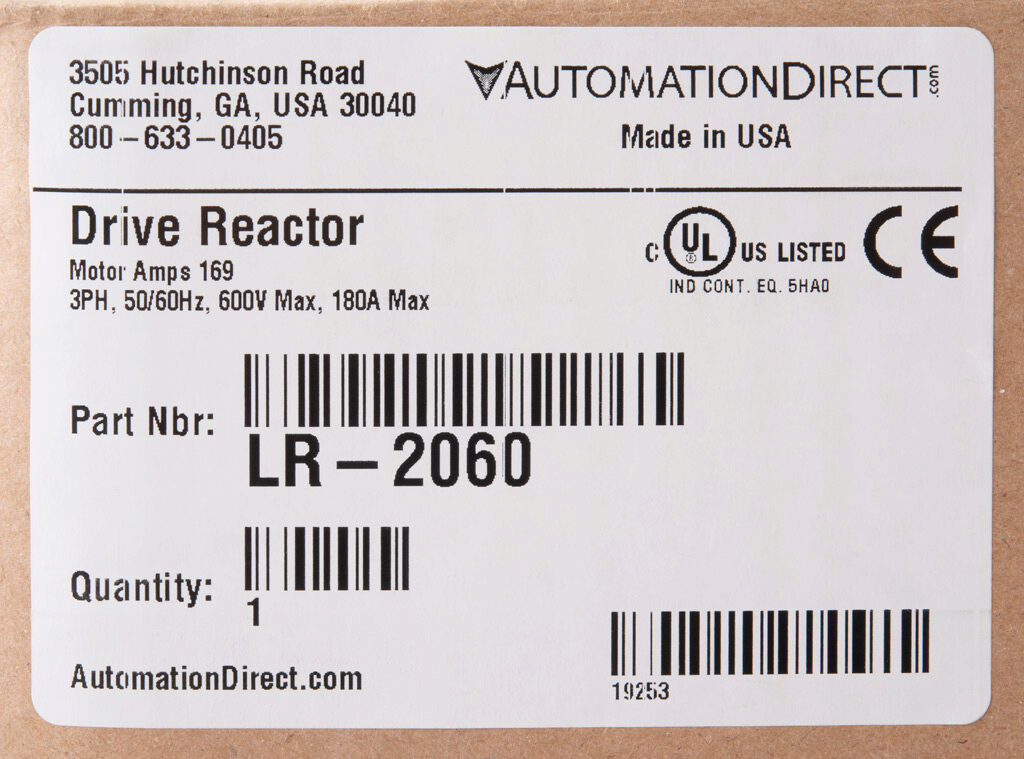 3505 Hutchinson Road
Cumming, GA, USA 30040
800-633-0405
AUTOMATIONDIRECT.com
Made in USA
Drive Reactor
Motor Amps 169
3PH, 50/60Hz, 600V Max, 180A Max
C UL ® US LISTED CE
IND CONT. EQ. 5HA0
Part Nbr:
LR-2060
Quantity:
1
AutomationDirect.com
19253